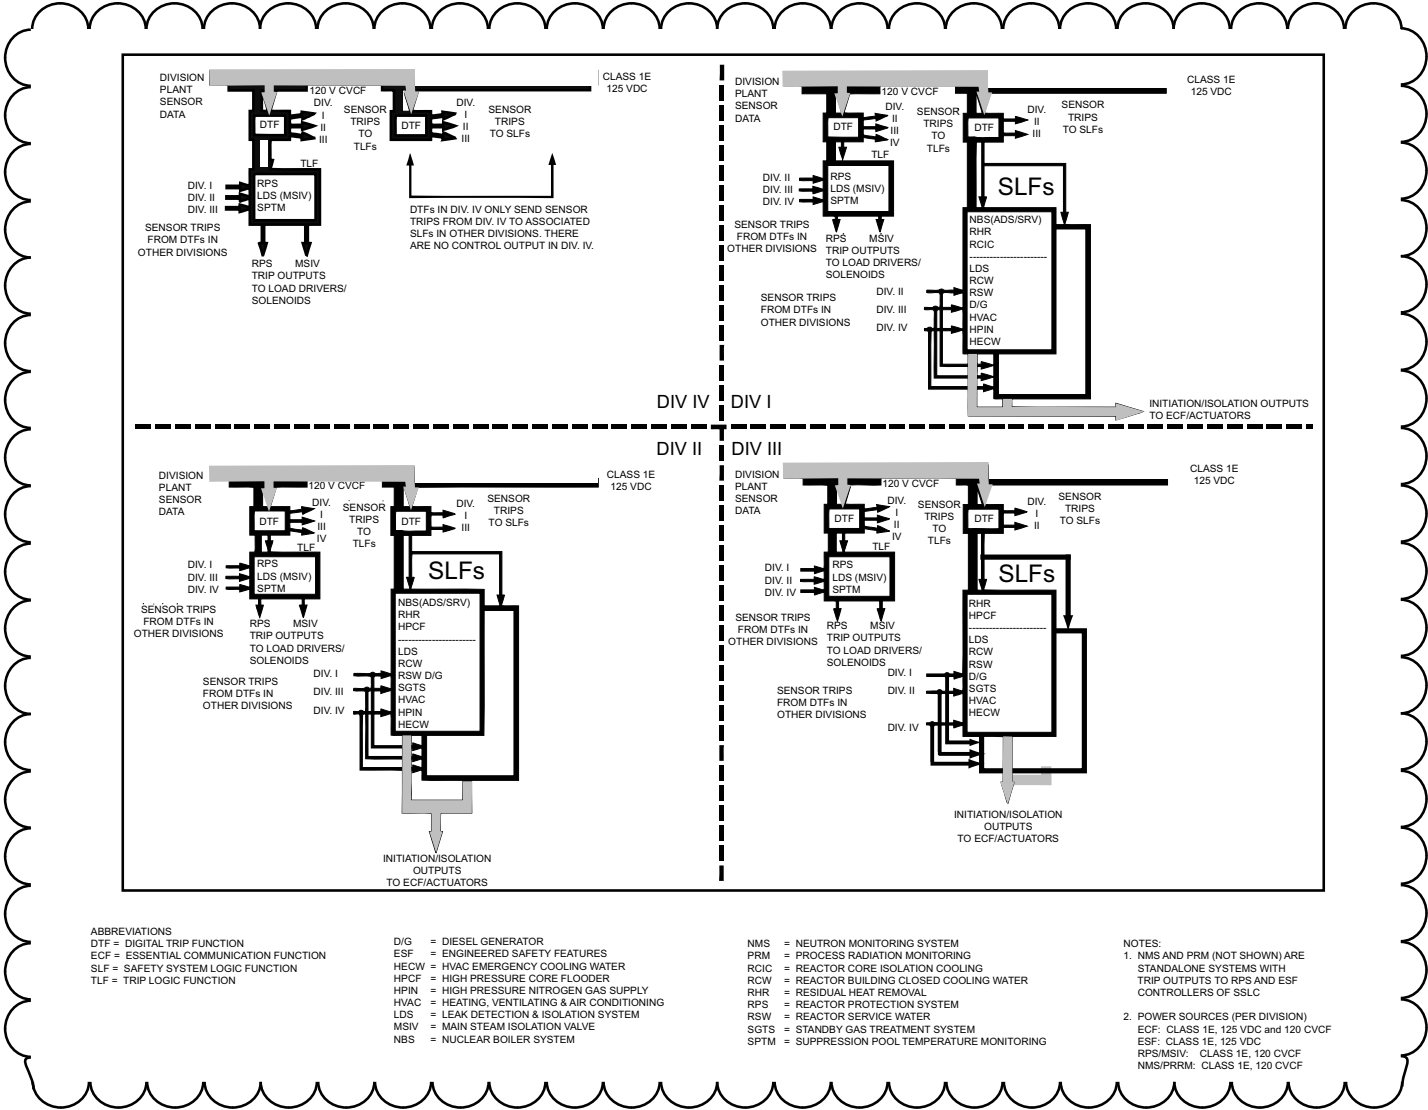 DIVISION
PLANT
SENSOR
DATA
120 V CVCF
CLASS 1E
125 VDC
DTF
DIV.
I
II
III
SENSOR
TRIPS
TO
TLFs
DTF
DIV.
I
II
III
SENSOR
TRIPS
TO SLFs
TLF
DIV. I
DIV. II
DIV. III
RPS
LDS (MSIV)
SPTM
SENSOR TRIPS
FROM DTFs IN
OTHER DIVISIONS
RPS
MSIV
TRIP OUTPUTS
TO LOAD DRIVERS/
SOLENOIDS
DTFs IN DIV. IV ONLY SEND SENSOR
TRIPS FROM DIV. IV TO ASSOCIATED
SLFs IN OTHER DIVISIONS. THERE
ARE NO CONTROL OUTPUT IN DIV. IV.
DIV IV
DIVISION
PLANT
SENSOR
DATA
120 V CVCF
CLASS 1E
125 VDC
DTF
DIV.
II
III
IV
SENSOR
TRIPS
TO
TLFs
DTF
DIV.
II
III
SENSOR
TRIPS
TO SLFs
TLF
DIV. II
DIV. III
DIV. IV
RPS
LDS (MSIV)
SPTM
SENSOR TRIPS
FROM DTFs IN
OTHER DIVISIONS
RPS
MSIV
TRIP OUTPUTS
TO LOAD DRIVERS/
SOLENOIDS
SLFs
NBS(ADS/SRV)
RHR
RCIC
LDS
RCW
RSW
D/G
HVAC
HPIN
HECW
SENSOR TRIPS
FROM DTFs IN
OTHER DIVISIONS
DIV. II
DIV. III
DIV. IV
INITIATION/ISOLATION OUTPUTS
TO ECF/ACTUATORS
DIV I
DIV II
DIVISION
PLANT
SENSOR
DATA
120 V CVCF
CLASS 1E
125 VDC
DTF
DIV.
I
III
IV
SENSOR
TRIPS
TO
TLFs
DTF
DIV.
I
III
SENSOR
TRIPS
TO SLFs
TLF
DIV. I
DIV. III
DIV. IV
RPS
LDS (MSIV)
SPTM
SENSOR TRIPS
FROM DTFs IN
OTHER DIVISIONS
RPS
MSIV
TRIP OUTPUTS
TO LOAD DRIVERS/
SOLENOIDS
SLFs
NBS(ADS/SRV)
RHR
HPCF
LDS
RCW
RSW D/G
SGTS
HVAC
HPIN
HECW
SENSOR TRIPS
FROM DTFs IN
OTHER DIVISIONS
DIV. I
DIV. III
DIV. IV
INITIATION/ISOLATION
OUTPUTS
TO ECF/ACTUATORS
DIV III
DIVISION
PLANT
SENSOR
DATA
120 V CVCF
CLASS 1E
125 VDC
DTF
DIV.
I
II
IV
SENSOR
TRIPS
TO
TLFs
DTF
DIV.
I
II
SENSOR
TRIPS
TO SLFs
TLF
DIV. I
DIV. II
DIV. IV
RPS
LDS (MSIV)
SPTM
SENSOR TRIPS
FROM DTFs IN
OTHER DIVISIONS
RPS
MSIV
TRIP OUTPUTS
TO LOAD DRIVERS/
SOLENOIDS
SLFs
RHR
HPCF
LDS
RCW
RSW
D/G
SGTS
HVAC
HECW
SENSOR TRIPS
FROM DTFs IN
OTHER DIVISIONS
DIV. I
DIV. II
DIV. IV
INITIATION/ISOLATION
OUTPUTS
TO ECF/ACTUATORS
ABBREVIATIONS
DTF = DIGITAL TRIP FUNCTION
ECF = ESSENTIAL COMMUNICATION FUNCTION
SLF = SAFETY SYSTEM LOGIC FUNCTION
TLF = TRIP LOGIC FUNCTION
D/G = DIESEL GENERATOR
ESF = ENGINEERED SAFETY FEATURES
HECW = HVAC EMERGENCY COOLING WATER
HPCF = HIGH PRESSURE CORE FLOODER
HPIN = HIGH PRESSURE NITROGEN GAS SUPPLY
HVAC = HEATING, VENTILATING & AIR CONDITIONING
LDS = LEAK DETECTION & ISOLATION SYSTEM
MSIV = MAIN STEAM ISOLATION VALVE
NBS = NUCLEAR BOILER SYSTEM
NMS = NEUTRON MONITORING SYSTEM
PRM = PROCESS RADIATION MONITORING
RCIC = REACTOR CORE ISOLATION COOLING
RCW = REACTOR BUILDING CLOSED COOLING WATER
RHR = RESIDUAL HEAT REMOVAL
RPS = REACTOR PROTECTION SYSTEM
RSW = REACTOR SERVICE WATER
SGTS = STANDBY GAS TREATMENT SYSTEM
SPTM = SUPPRESSION POOL TEMPERATURE MONITORING
NOTES:
1. NMS AND PRM (NOT SHOWN) ARE
STANDALONE SYSTEMS WITH
TRIP OUTPUTS TO RPS AND ESF
CONTROLLERS OF SSLC
2. POWER SOURCES (PER DIVISION)
ECF: CLASS 1E, 125 VDC and 120 CVCF
ESF: CLASS 1E, 125 VDC
RPS/MSIV: CLASS 1E, 120 CVCF
NMS/PRRM: CLASS 1E, 120 CVCF